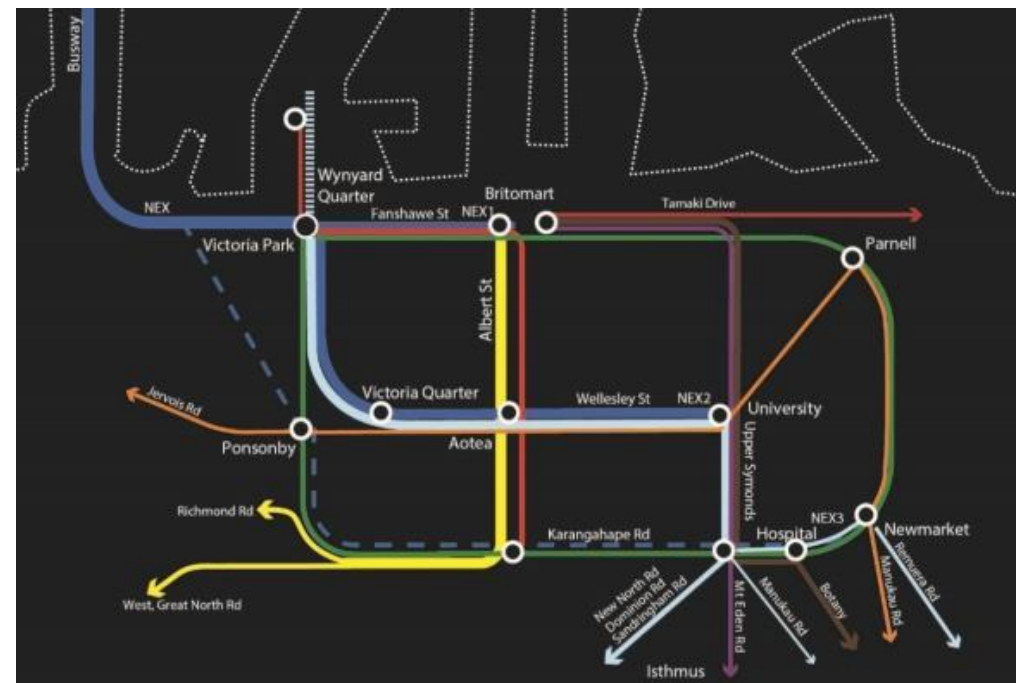 Busway
Wynyard
Quarter
Britomart
NEX
Fanshawe St
NEX1
Tamaki Drive
Victoria Park
Parnell
Albert St
Jervois Rd
Victoria Quarter
Wellesley St
NEX2
University
Ponsonby
Aotea
Upper Symonds
Richmond Rd
Karangahape Rd
Hospital
NEX3
Newmarket
West, Great North Rd
New North Rd
Dominion Rd
Sandringham Rd
Mt Eden Rd
Manukau Rd
Botany
Manukau Rd
Remuera Rd
Isthmus